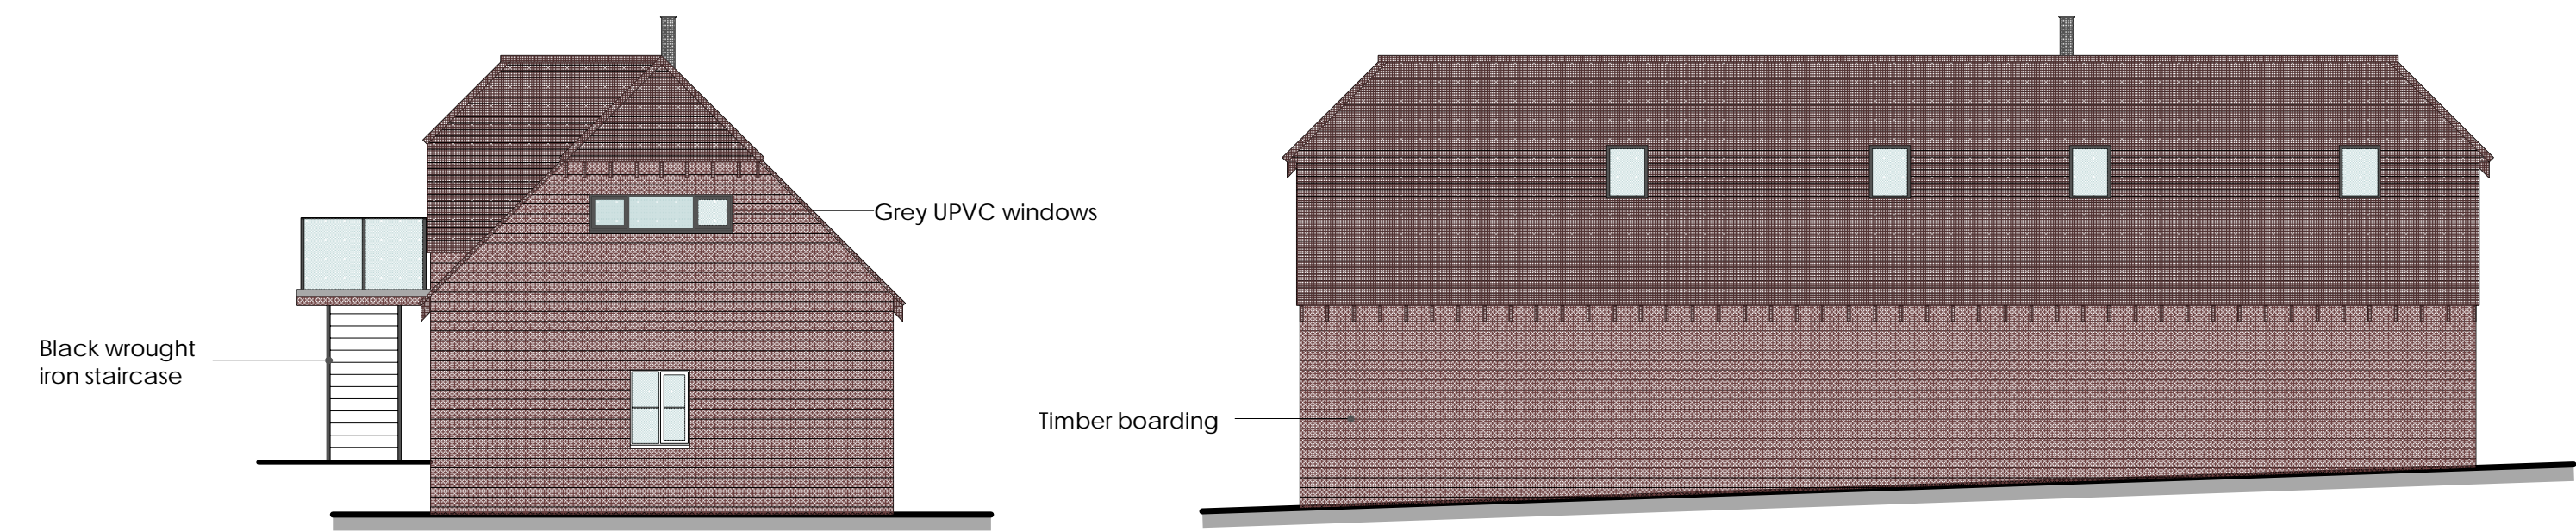 Grey UPVC windows
Black wrought
iron staircase
Timber boarding